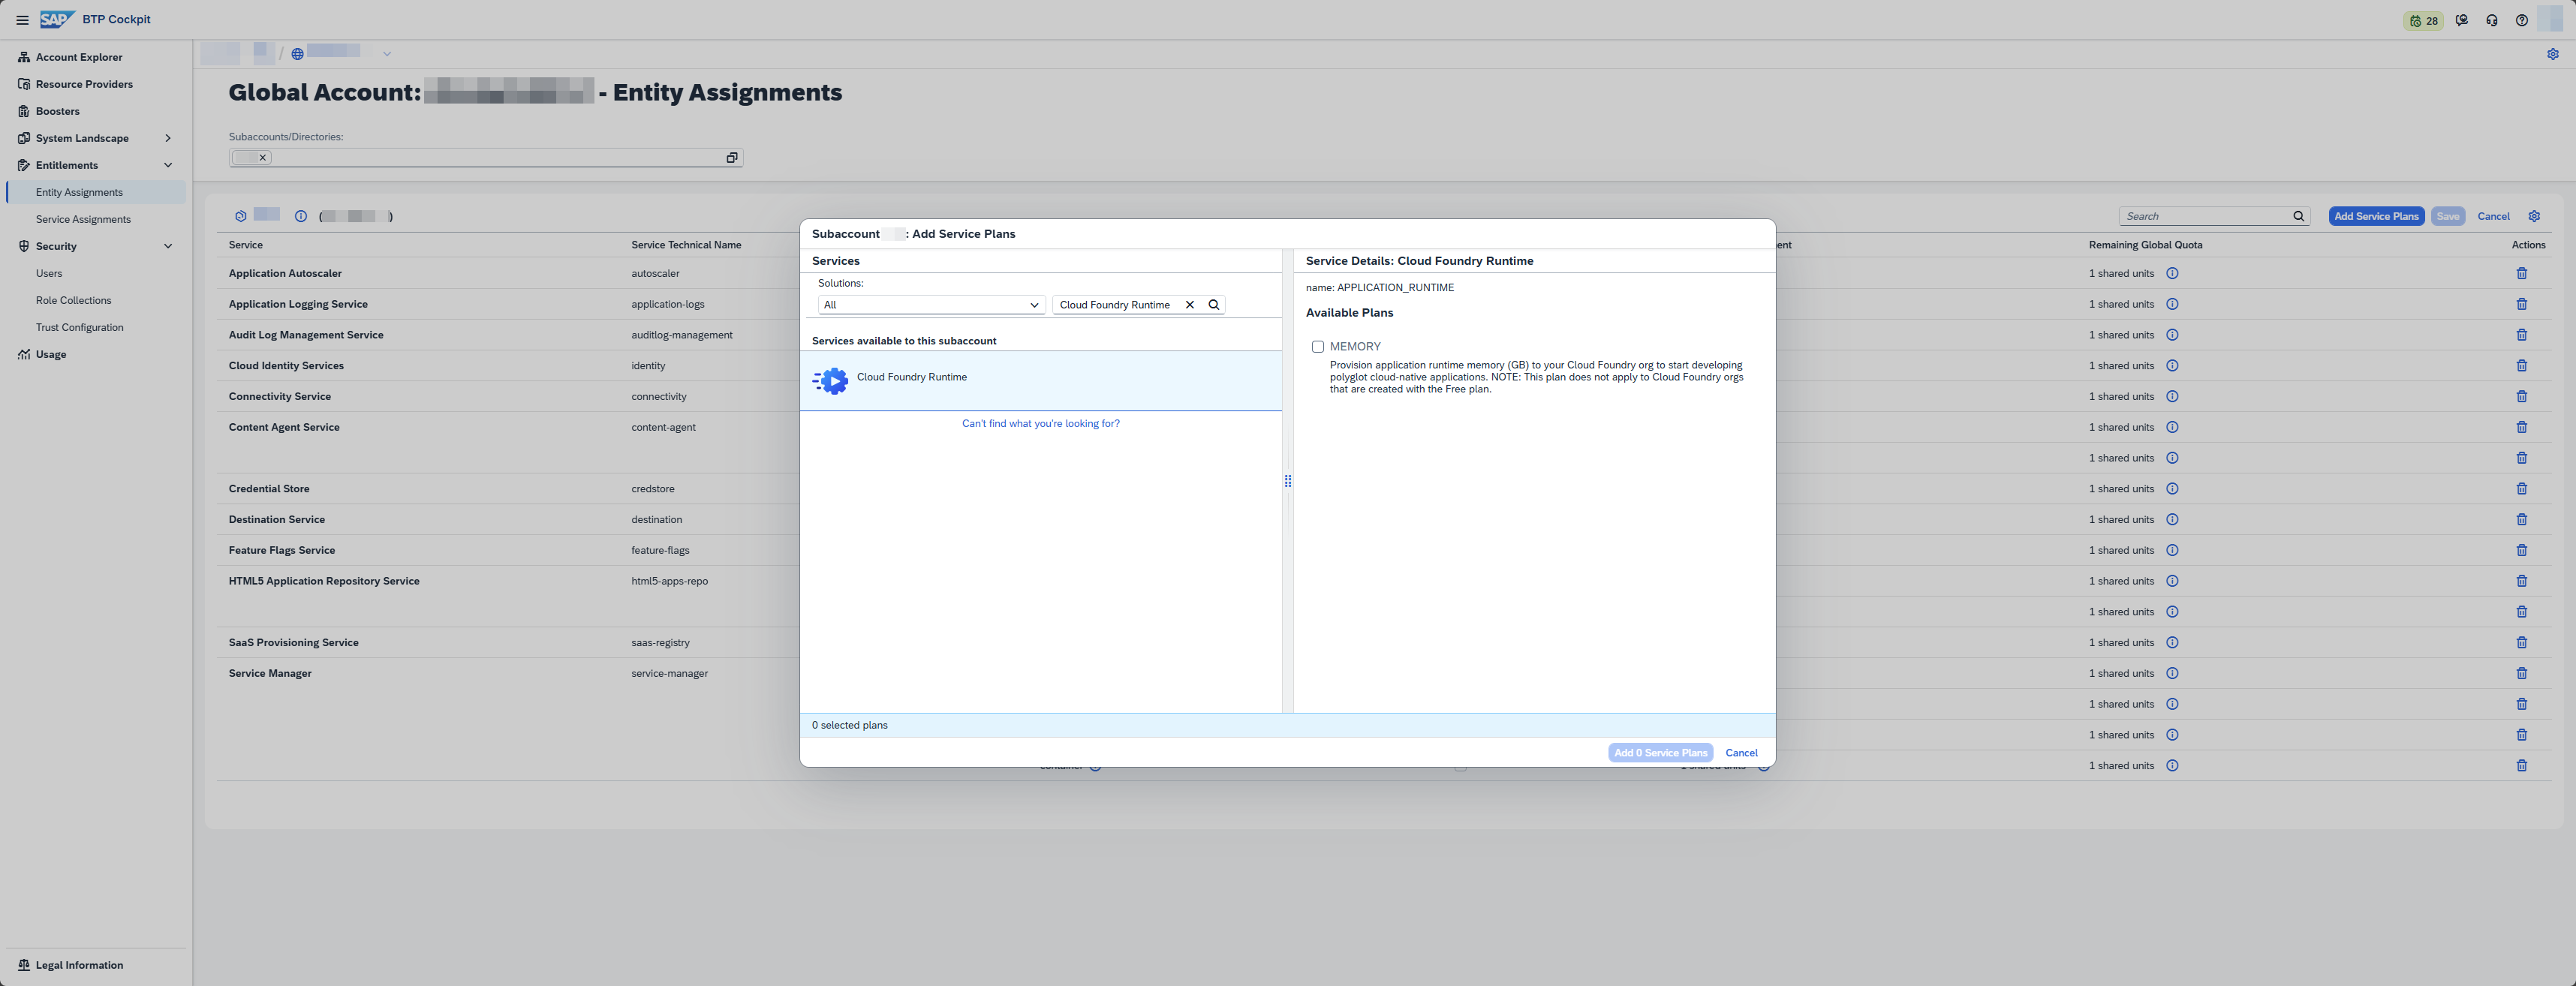 SAP BTP Cockpit
28
Account Explorer
Resource Providers
Boosters
System Landscape
Entitlements
Entity Assignments
Service Assignments
Security
Users
Role Collections
Trust Configuration
Usage
Legal Information
/
Global Account: - Entity Assignments
Subaccounts/Directories:
( )
Search
Add Service Plans
Save
Cancel
Service
Service Technical Name
ent
Remaining Global Quota
Actions
Application Autoscaler autoscaler 1 shared units
Application Logging Service application-logs 1 shared units
Audit Log Management Service auditlog-management 1 shared units
Cloud Identity Services identity 1 shared units
Connectivity Service connectivity 1 shared units
Content Agent Service content-agent 1 shared units
1 shared units
Credential Store credstore 1 shared units
Destination Service destination 1 shared units
Feature Flags Service feature-flags 1 shared units
HTML5 Application Repository Service html5-apps-repo 1 shared units
1 shared units
SaaS Provisioning Service saas-registry 1 shared units
Service Manager service-manager 1 shared units
1 shared units
1 shared units
container 1 shared units 1 shared units
Subaccount : Add Service Plans
Services
Solutions:
All
Cloud Foundry Runtime
Services available to this subaccount
Cloud Foundry Runtime
Can't find what you're looking for?
Service Details: Cloud Foundry Runtime
name: APPLICATION_RUNTIME
Available Plans
MEMORY
Provision application runtime memory (GB) to your Cloud Foundry org to start developing
polyglot cloud-native applications. NOTE: This plan does not apply to Cloud Foundry orgs
that are created with the Free plan.
0 selected plans
Add 0 Service Plans
Cancel